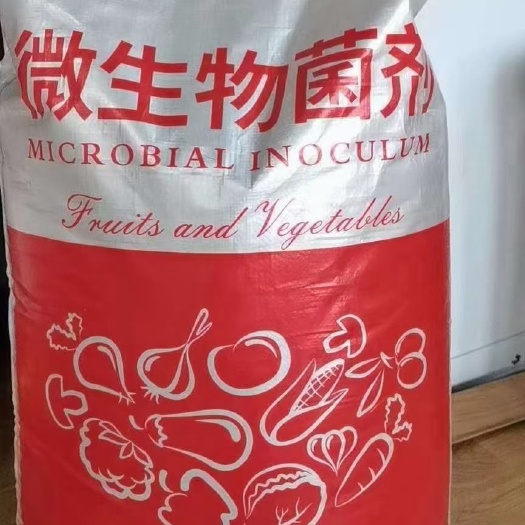 微生物菌剂
MICROBIAL INOCULUM
Fruits and Vegetables